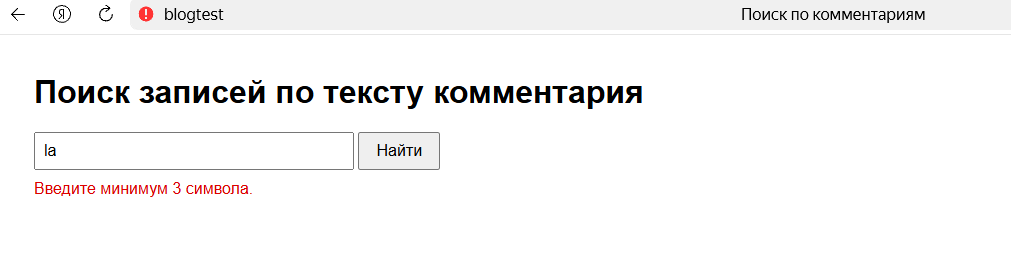 Я blogtest Поиск по комментариям
Поиск записей по тексту комментария
la Найти
Введите минимум 3 символа.